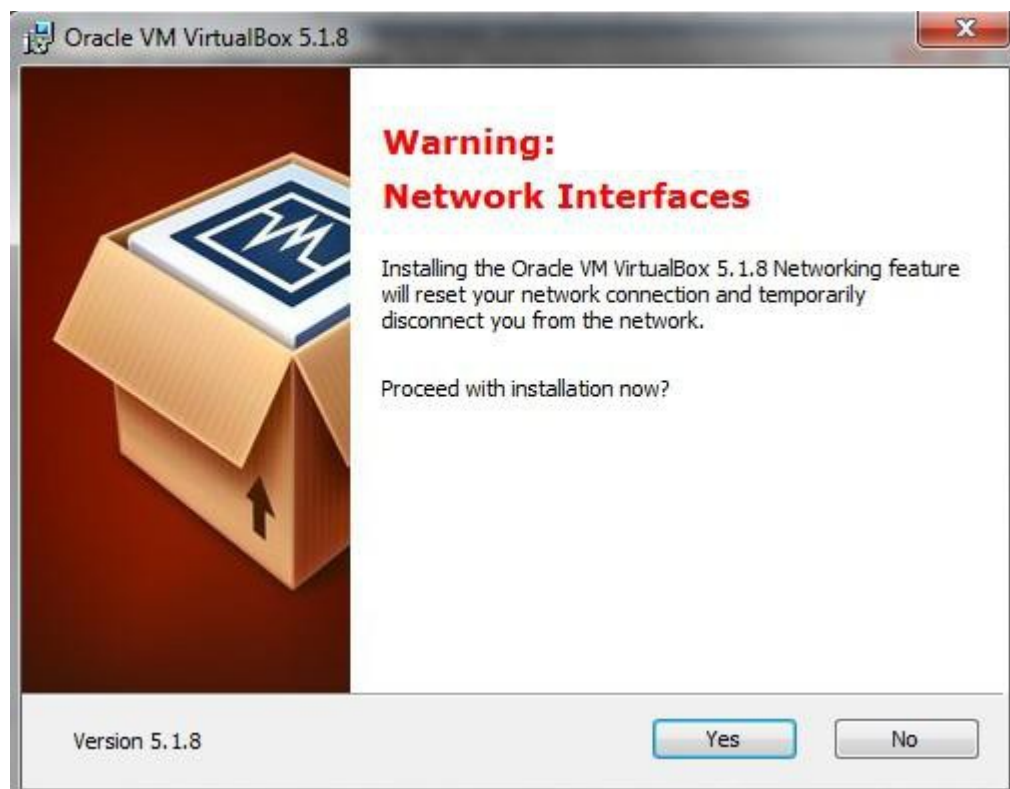 Oracle VM VirtualBox 5.1.8
Warning:
Network Interfaces
Installing the Oracle VM VirtualBox 5.1.8 Networking feature
will reset your network connection and temporarily
disconnect you from the network.
Proceed with installation now?
Version 5.1.8
Yes
No